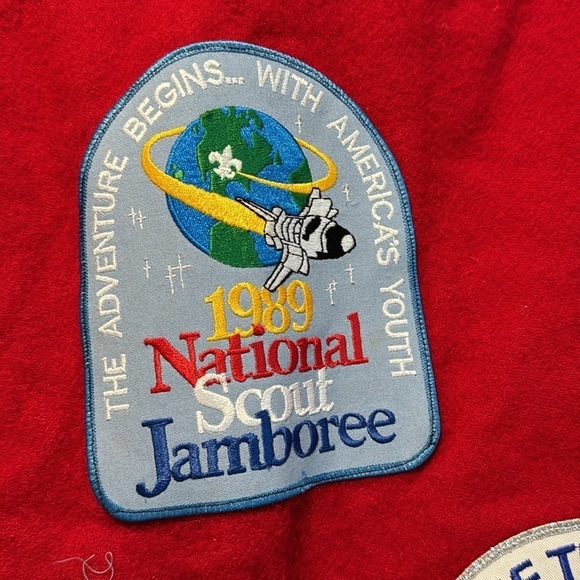 THE ADVENTURE BEGINS... WITH AMERICA'S YOUTH
1989
National
Scout
Jamboree